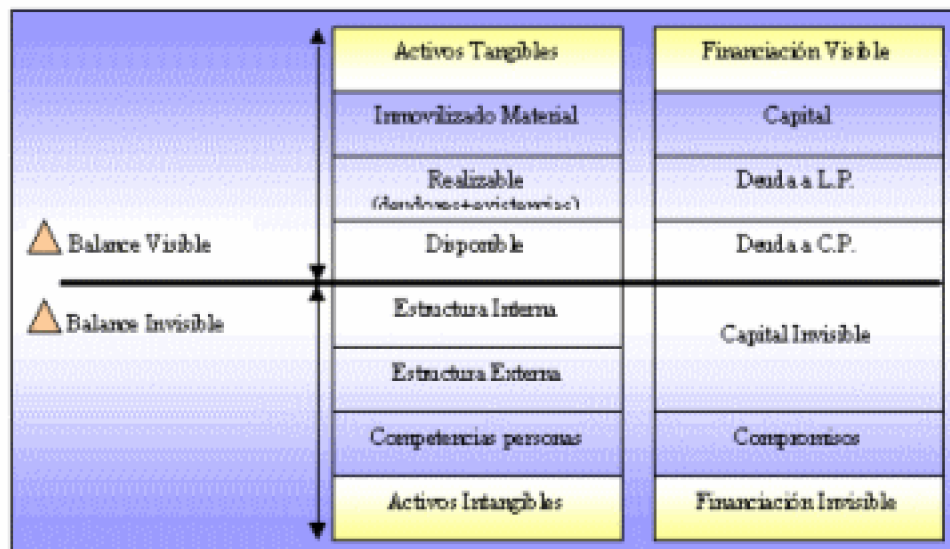 Activos Tangibles
Financiación Visible
Inmovilizado Material
Capital
Realizable
Deuda a L.P.
Balance Visible
Disponible
Deuda a C.P.
Balance Invisible
Estructura Interna
Capital Invisible
Estructura Externa
Competencias personas
Compromisos
Activos Intangibles
Financiación Invisible